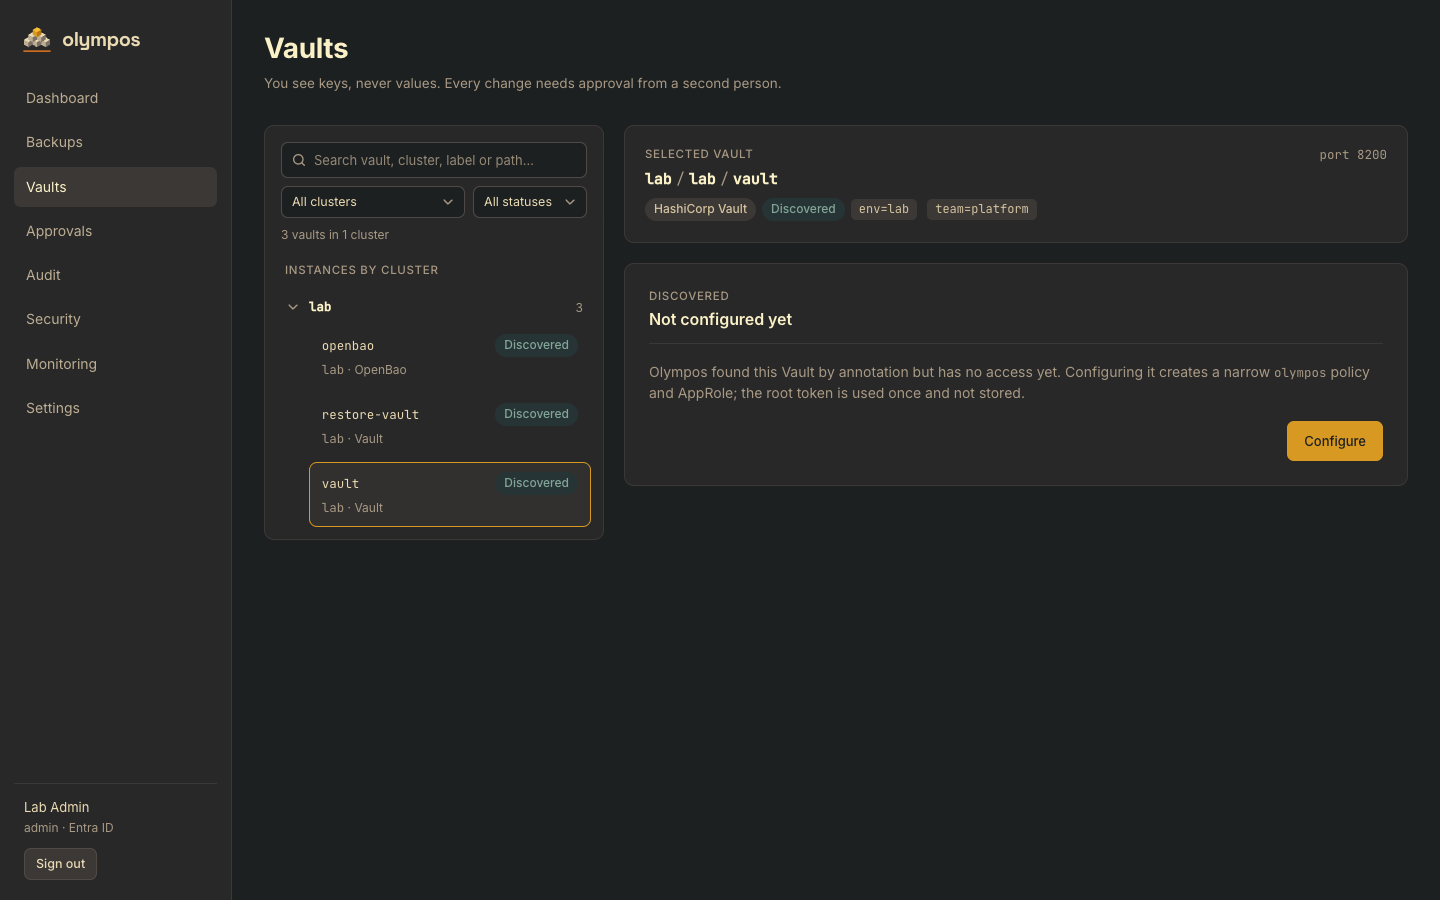 olympos
Dashboard
Backups
Vaults
Approvals
Audit
Security
Monitoring
Settings
Lab Admin
admin · Entra ID
Sign out
Vaults
You see keys, never values. Every change needs approval from a second person.
Search vault, cluster, label or path...
All clusters
All statuses
3 vaults in 1 cluster
INSTANCES BY CLUSTER
lab 3
openbao Discovered
lab · OpenBao
restore-vault Discovered
lab · Vault
vault Discovered
lab · Vault
SELECTED VAULT
port 8200
lab / lab / vault
HashiCorp Vault Discovered env=lab team=platform
DISCOVERED
Not configured yet
Olympos found this Vault by annotation but has no access yet. Configuring it creates a narrow olympos policy
and AppRole; the root token is used once and not stored.
Configure